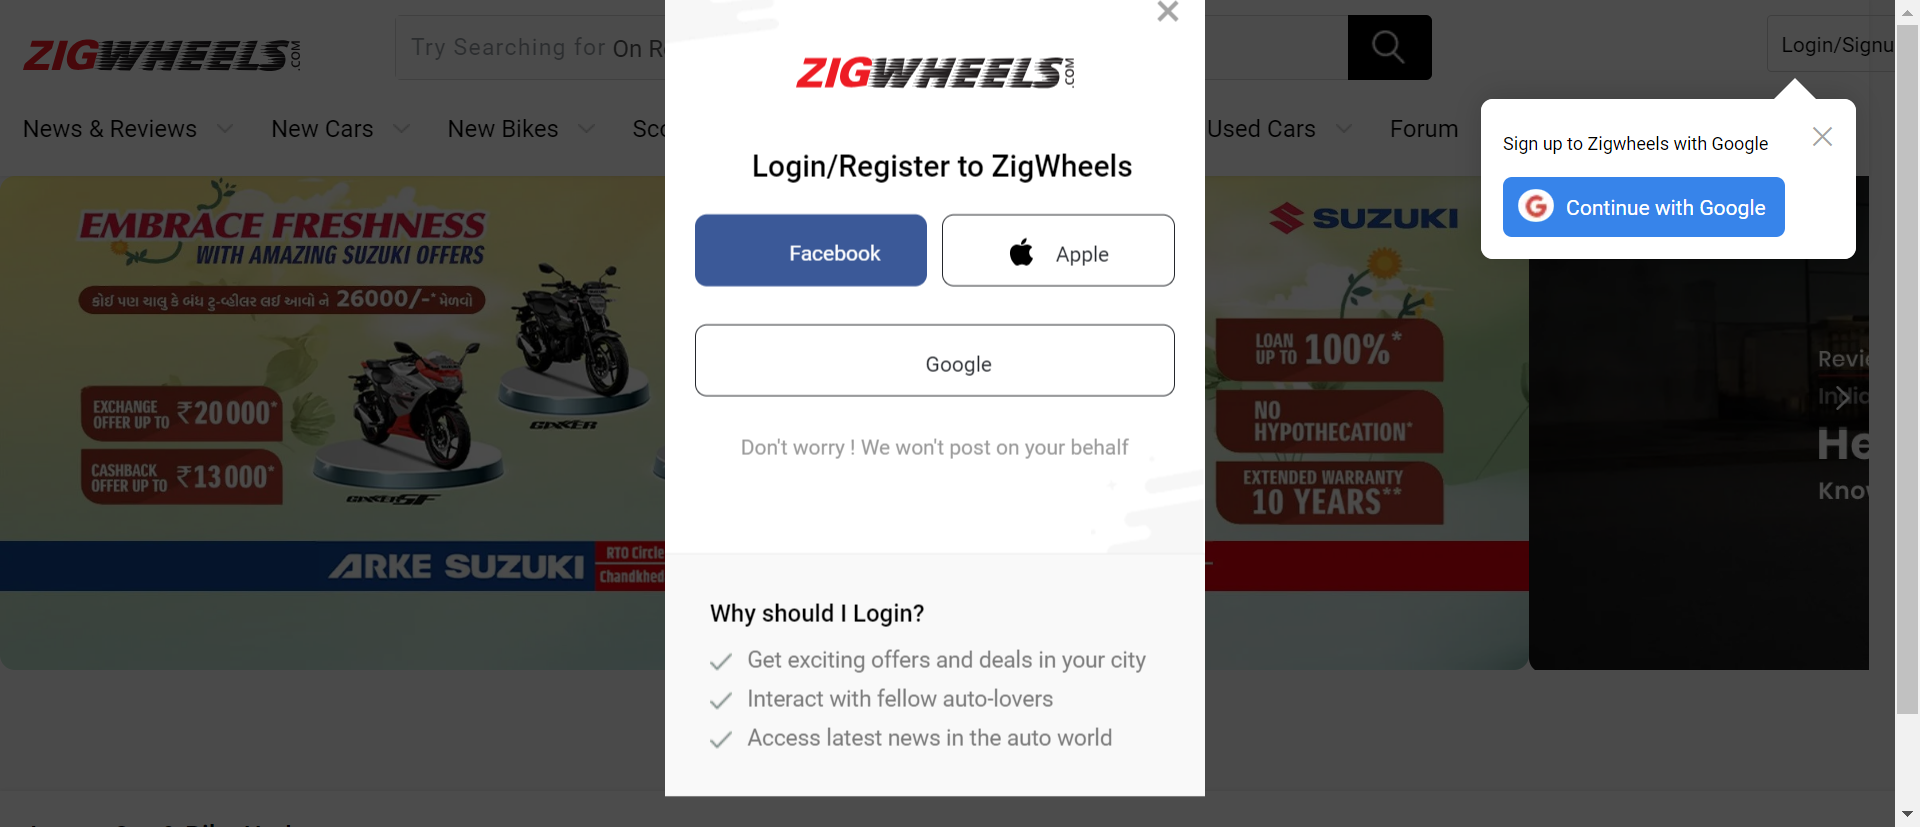 ZIGWHEELS.COM
Try Searching for On R
Login/Signu
News & Reviews
New Cars
New Bikes
Sco
Used Cars
Forum
ZIGWHEELS.COM
Login/Register to ZigWheels
Facebook
Apple
Google
Don't worry ! We won't post on your behalf
Why should I Login?
Get exciting offers and deals in your city
Interact with fellow auto-lovers
Access latest news in the auto world
Sign up to Zigwheels with Google
Continue with Google
EMBRACE FRESHNESS
WITH AMAZING SUZUKI OFFERS
કોઈ પણ ચાલુ કે બંધ ટુ-વ્હીલર લઈ આવો ને 26000/-* મેળવો
EXCHANGE
OFFER UP TO ₹20000*
CASHBACK
OFFER UP TO ₹13000*
GIXXER
GIXXER SF
ARKE SUZUKI
RTO Circle
Chandkhed
SUZUKI
LOAN
UP TO 100%*
NO
HYPOTHECATION*
EXTENDED WARRANTY
10 YEARS**
Revie
India
He
Know